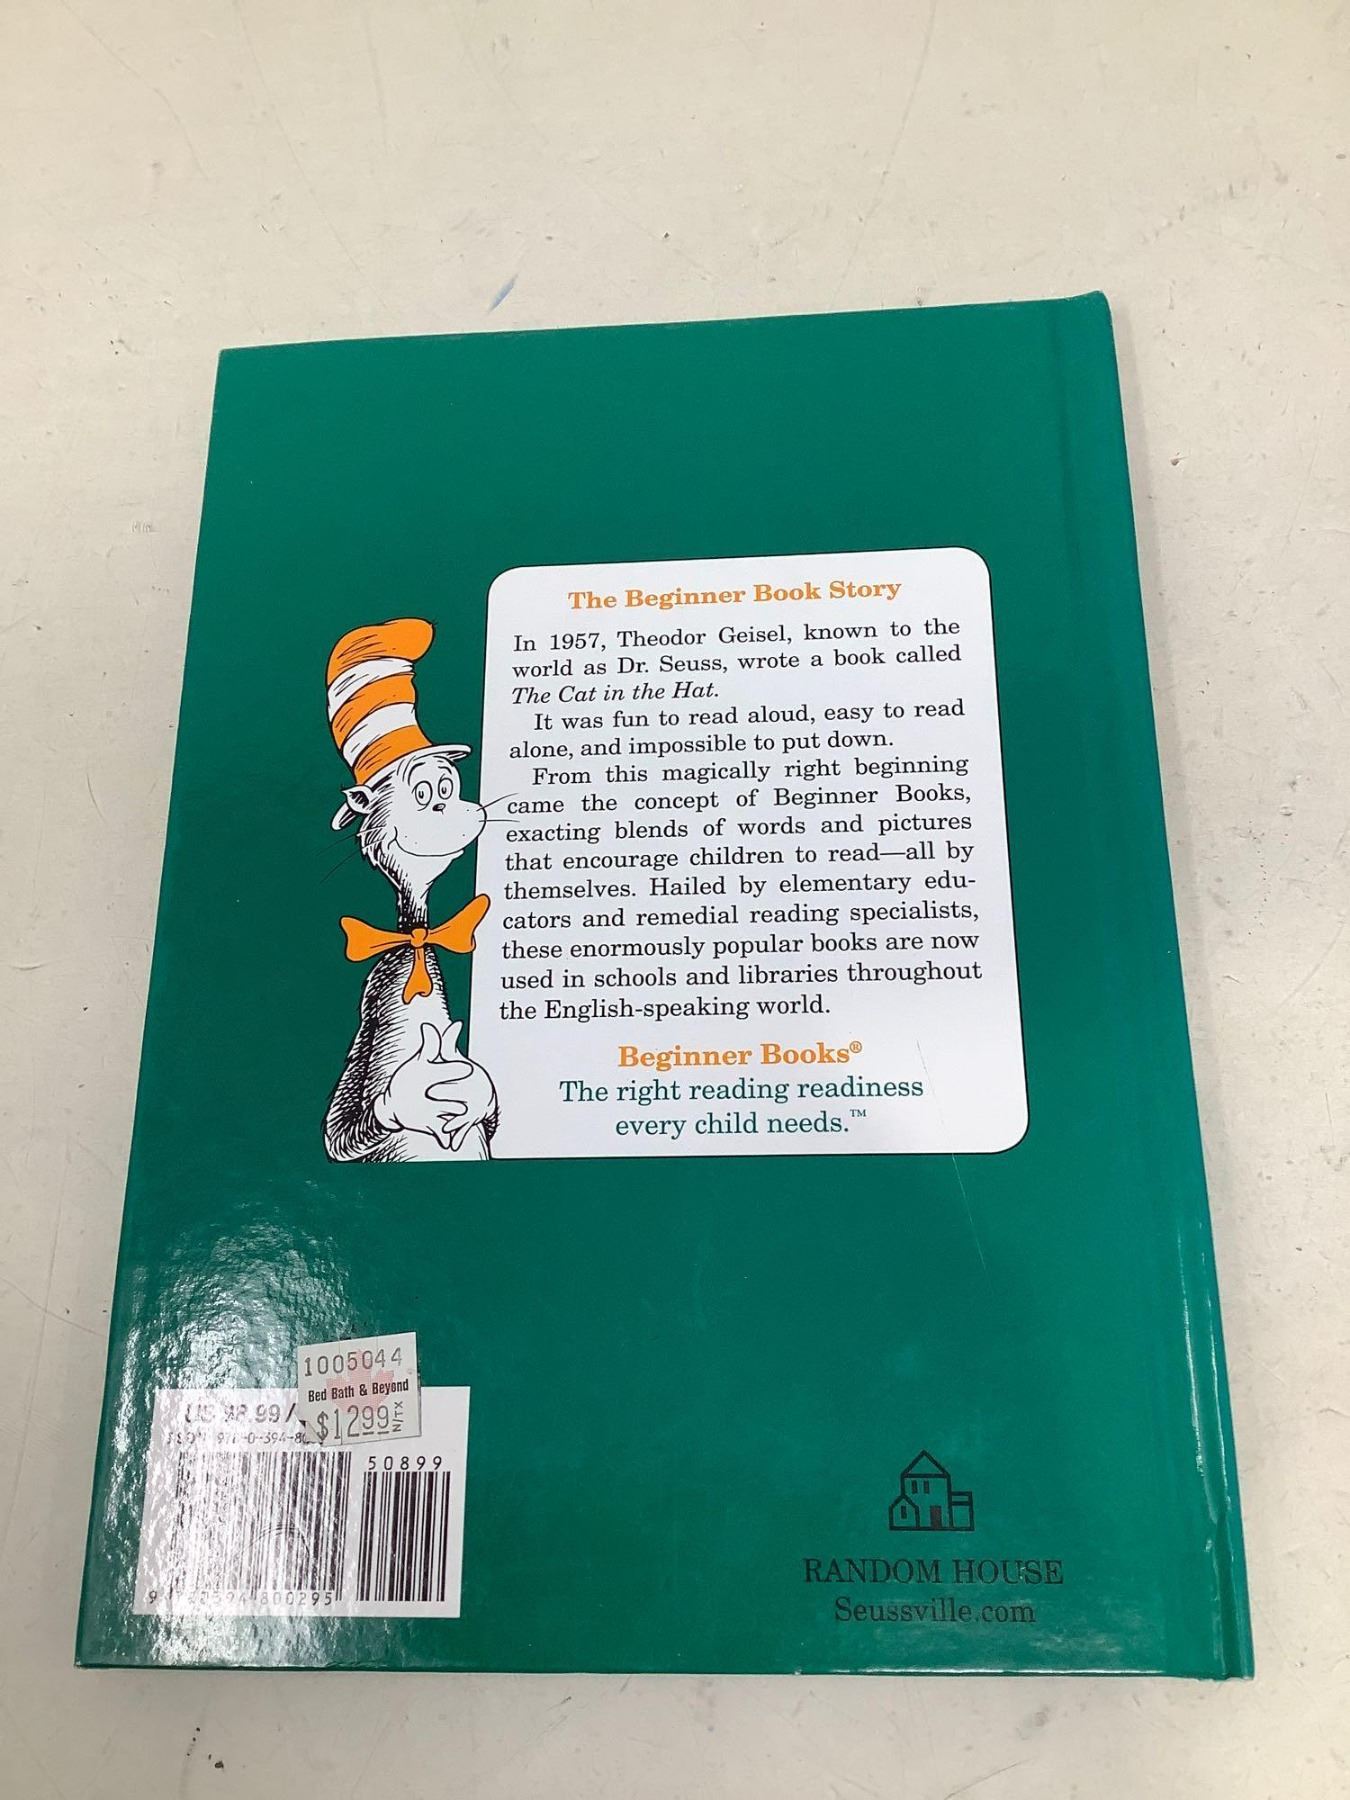 The Beginner Book Story
In 1957, Theodor Geisel, known to the
world as Dr. Seuss, wrote a book called
The Cat in the Hat.
It was fun to read aloud, easy to read
alone, and impossible to put down.
From this magically right beginning
came the concept of Beginner Books,
exacting blends of words and pictures
that encourage children to read—all by
themselves. Hailed by elementary edu-
cators and remedial reading specialists,
these enormously popular books are now
used in schools and libraries throughout
the English-speaking world.
Beginner Books®
The right reading readiness
every child needs.™
1005044
Bed Bath & Beyond
$12.99 N/TX
US
50899
RANDOM HOUSE
Seussville.com